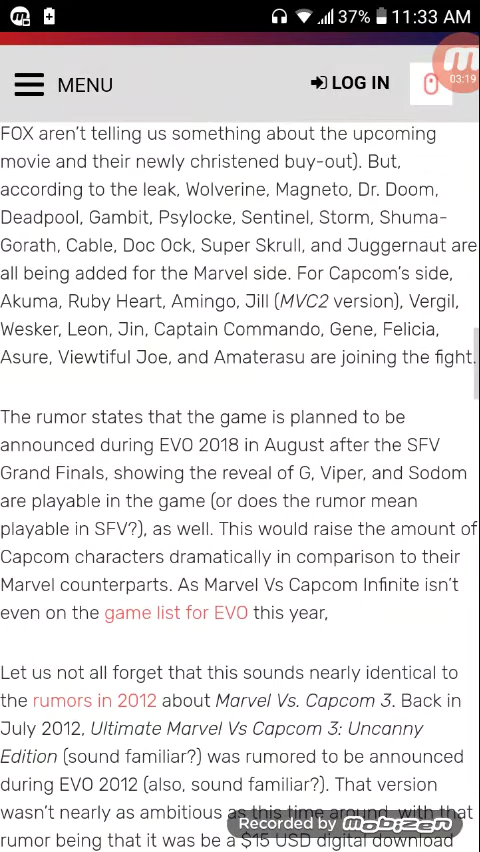 37% 11:33 AM
03:19
MENU
LOG IN
FOX aren't telling us something about the upcoming
movie and their newly christened buy-out). But,
according to the leak, Wolverine, Magneto, Dr. Doom,
Deadpool, Gambit, Psylocke, Sentinel, Storm, Shuma-
Gorath, Cable, Doc Ock, Super Skrull, and Juggernaut are
all being added for the Marvel side. For Capcom's side,
Akuma, Ruby Heart, Amingo, Jill (MVC2 version), Vergil,
Wesker, Leon, Jin, Captain Commando, Gene, Felicia,
Asure, Viewtiful Joe, and Amaterasu are joining the fight.
The rumor states that the game is planned to be
announced during EVO 2018 in August after the SFV
Grand Finals, showing the reveal of G, Viper, and Sodom
are playable in the game (or does the rumor mean
playable in SFV?), as well. This would raise the amount of
Capcom characters dramatically in comparison to their
Marvel counterparts. As Marvel Vs Capcom Infinite isn't
even on the game list for EVO this year,
Let us not all forget that this sounds nearly identical to
the rumors in 2012 about Marvel Vs. Capcom 3. Back in
July 2012, Ultimate Marvel Vs Capcom 3: Uncanny
Edition (sound familiar?) was rumored to be announced
during EVO 2012 (also, sound familiar?). That version
wasn't nearly as ambitious as this time around, with that
rumor being that it was be a $15 USD digital download
Recorded by Mobizen